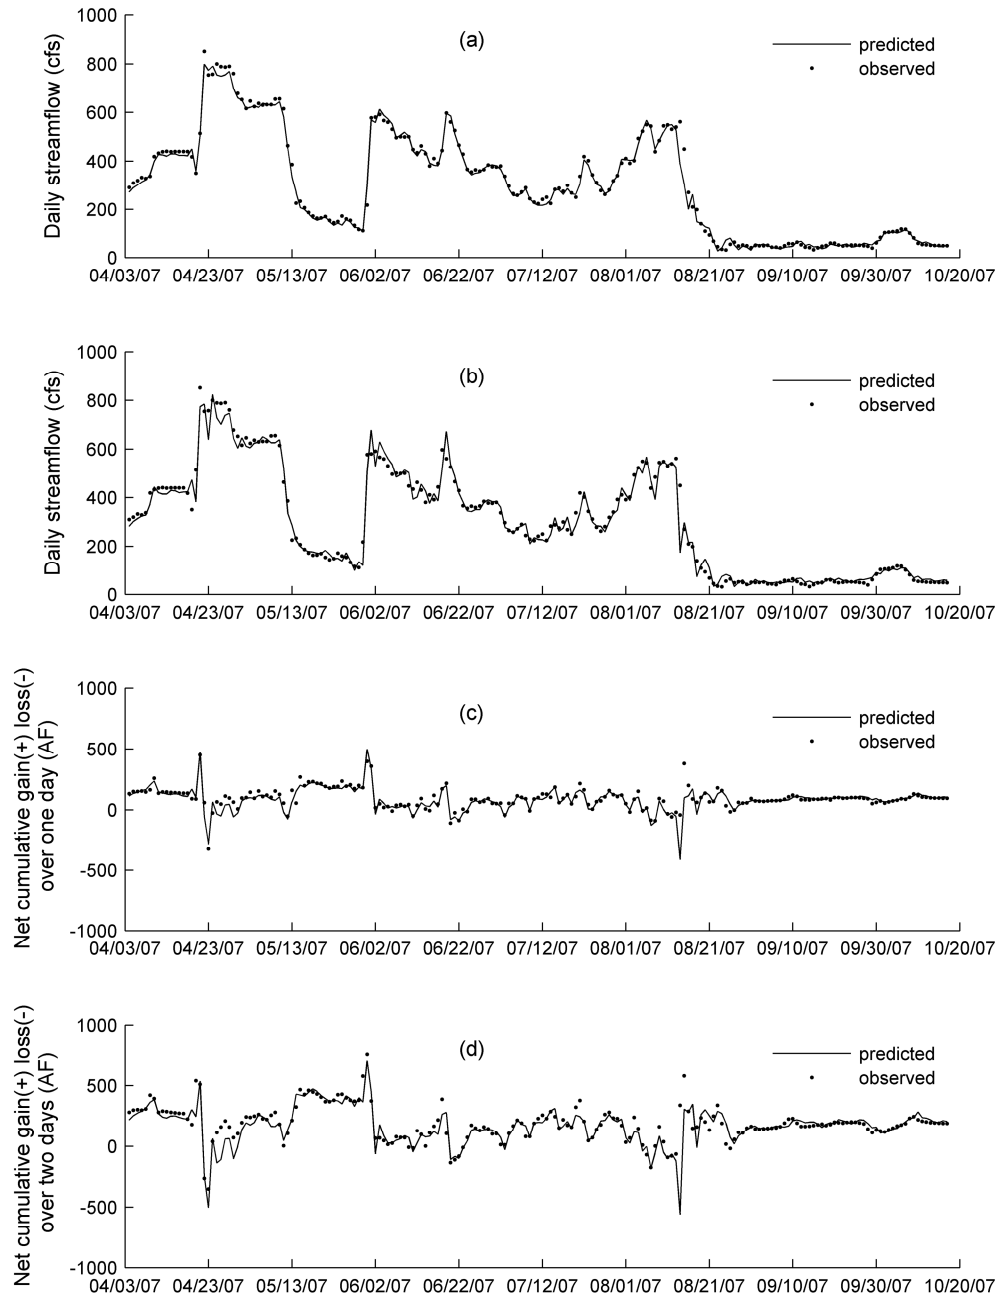 1000
(a)
predicted
observed
800
600
400
200
0
Daily streamflow (cfs)
04/03/07 04/23/07 05/13/07 06/02/07 06/22/07 07/12/07 08/01/07 08/21/07 09/10/07 09/30/07 10/20/07
1000
(b)
predicted
observed
800
600
400
200
0
Daily streamflow (cfs)
04/03/07 04/23/07 05/13/07 06/02/07 06/22/07 07/12/07 08/01/07 08/21/07 09/10/07 09/30/07 10/20/07
1000
(c)
predicted
observed
500
0
-500
-1000
Net cumulative gain(+) loss(-)
over one day (AF)
04/03/07 04/23/07 05/13/07 06/02/07 06/22/07 07/12/07 08/01/07 08/21/07 09/10/07 09/30/07 10/20/07
1000
(d)
predicted
observed
500
0
-500
-1000
Net cumulative gain(+) loss(-)
over two days (AF)
04/03/07 04/23/07 05/13/07 06/02/07 06/22/07 07/12/07 08/01/07 08/21/07 09/10/07 09/30/07 10/20/07